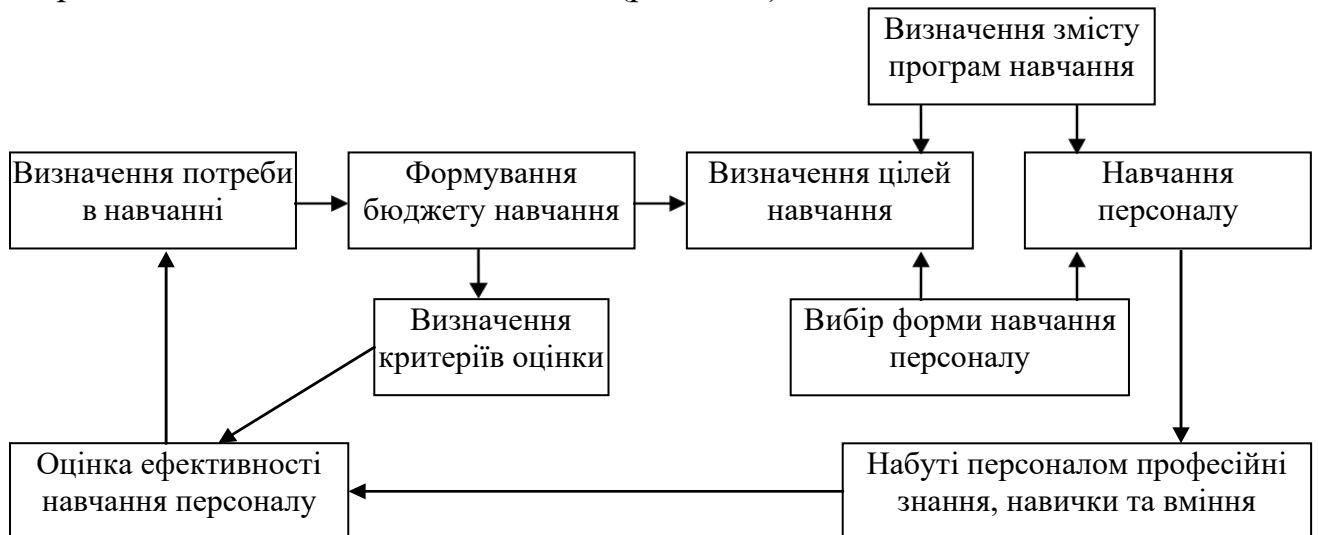 Визначення змісту
програм навчання
Визначення потреби
в навчанні
Формування
бюджету навчання
Визначення цілей
навчання
Навчання
персоналу
Визначення
критеріїв оцінки
Вибір форми навчання
персоналу
Оцінка ефективності
навчання персоналу
Набуті персоналом професійні
знання, навички та вміння